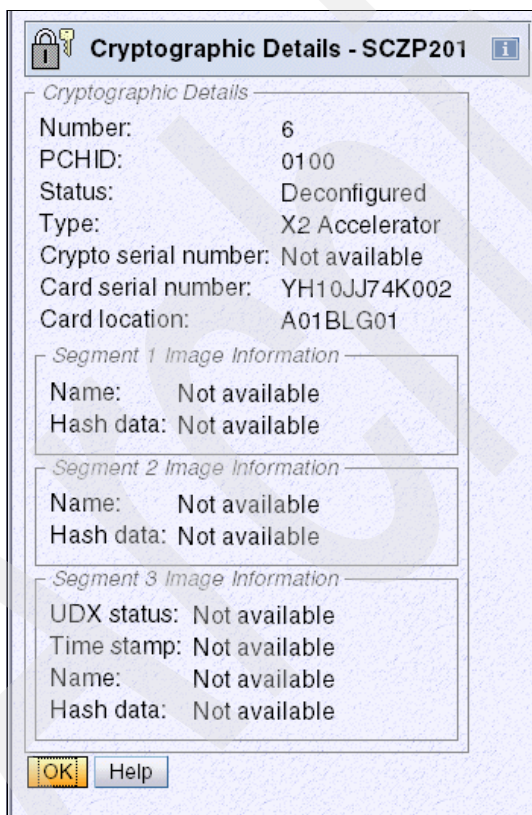 Cryptographic Details - SCZP201 i
Cryptographic Details
Number: 6
PCHID: 0100
Status: Deconfigured
Type: X2 Accelerator
Crypto serial number: Not available
Card serial number: YH10JJ74K002
Card location: A01BLG01
Segment 1 Image Information
Name: Not available
Hash data: Not available
Segment 2 Image Information
Name: Not available
Hash data: Not available
Segment 3 Image Information
UDX status: Not available
Time stamp: Not available
Name: Not available
Hash data: Not available
OK Help